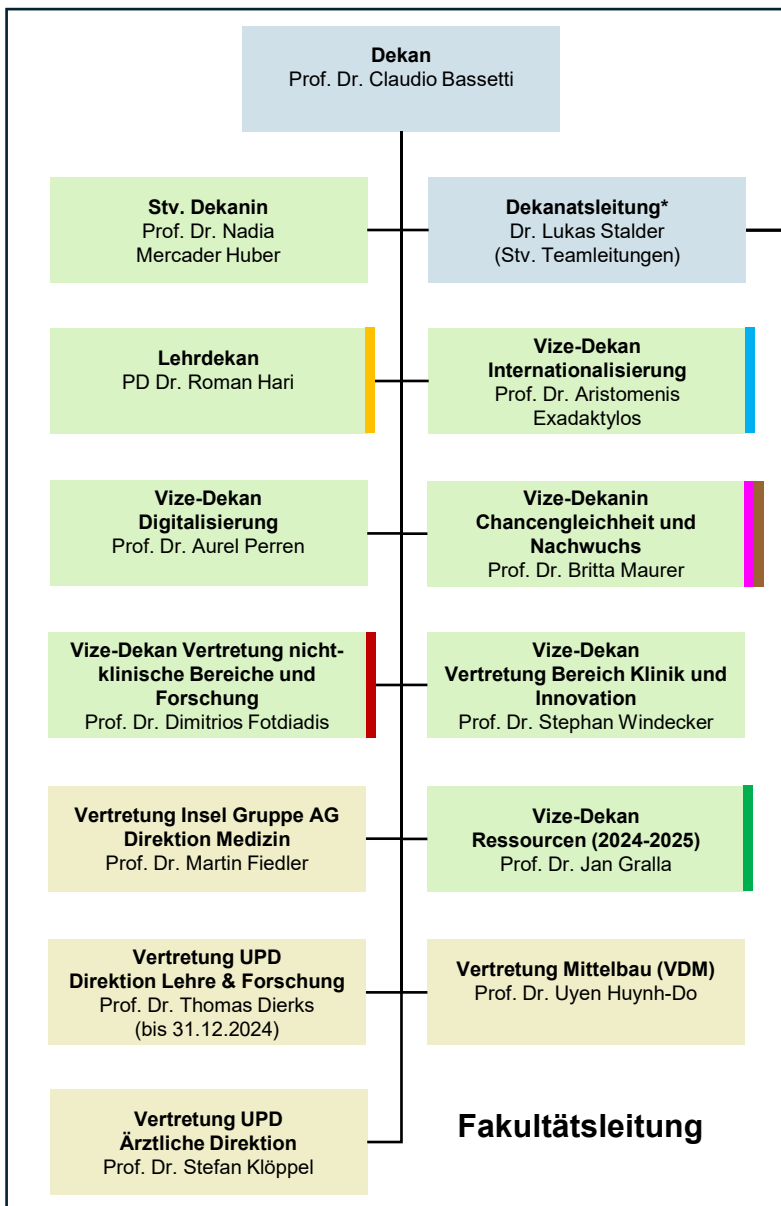 Dekan
Prof. Dr. Claudio Bassetti
Stv. Dekanin
Prof. Dr. Nadia
Mercader Huber
Dekanatsleitung*
Dr. Lukas Stalder
(Stv. Teamleitungen)
Lehrdekan
PD Dr. Roman Hari
Vize-Dekan
Internationalisierung
Prof. Dr. Aristomenis
Exadaktylos
Vize-Dekan
Digitalisierung
Prof. Dr. Aurel Perren
Vize-Dekanin
Chancengleichheit und
Nachwuchs
Prof. Dr. Britta Maurer
Vize-Dekan Vertretung nicht-
klinische Bereiche und
Forschung
Prof. Dr. Dimitrios Fotdiadis
Vize-Dekan
Vertretung Bereich Klinik und
Innovation
Prof. Dr. Stephan Windecker
Vertretung Insel Gruppe AG
Direktion Medizin
Prof. Dr. Martin Fiedler
Vize-Dekan
Ressourcen (2024-2025)
Prof. Dr. Jan Gralla
Vertretung UPD
Direktion Lehre & Forschung
Prof. Dr. Thomas Dierks
(bis 31.12.2024)
Vertretung Mittelbau (VDM)
Prof. Dr. Uyen Huynh-Do
Vertretung UPD
Ärztliche Direktion
Prof. Dr. Stefan Klöppel
Fakultätsleitung